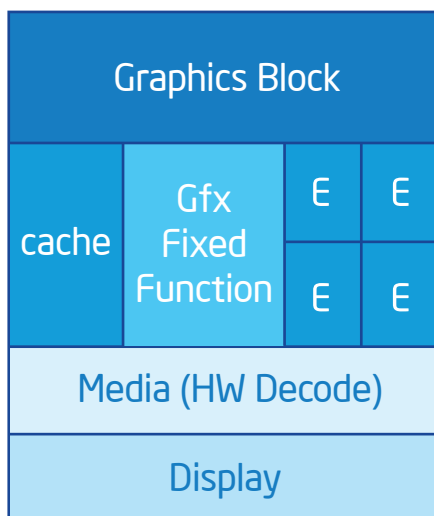 Graphics Block
cache
Gfx
Fixed
Function
E E
E E
Media (HW Decode)
Display